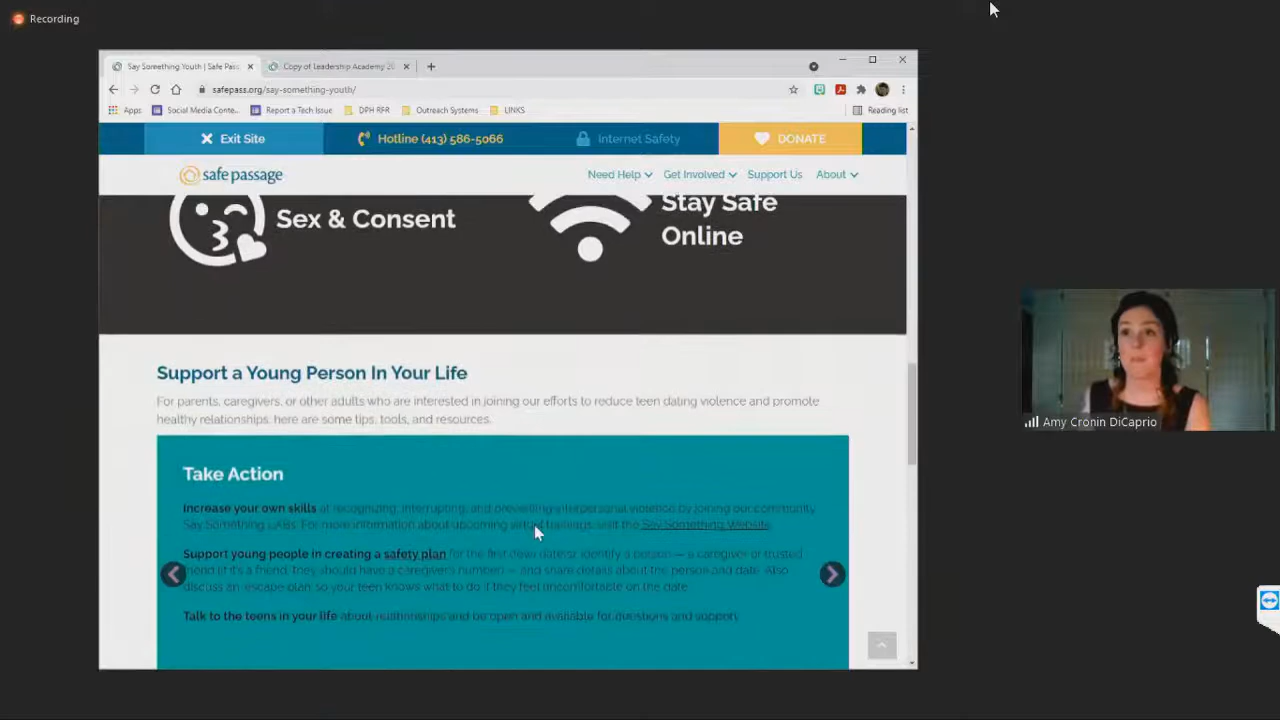 Recording
Say Something Youth | Safe Pass
Copy of Leadership Academy 20
safepass.org/say-something-youth/
Apps
Social Media Conte...
Report a Tech Issue
DPH RFR
Outreach Systems
LINKS
Reading list
Exit Site
Hotline (413) 586-5066
Internet Safety
DONATE
safe passage
Need Help
Get Involved
Support Us
About
Sex & Consent
Stay Safe
Online
Support a Young Person In Your Life
For parents, caregivers, or other adults who are interested in joining our efforts to reduce teen dating violence and promote
healthy relationships, here are some tips, tools, and resources.
Take Action
Increase your own skills at recognizing, interrupting, and preventing interpersonal violence by joining our community
Say Something LABs. For more information about upcoming virtual trainings, visit the Say Something Website.
Support young people in creating a safety plan for the first down dates: identify a person — a caregiver or trusted
friend (if it's a friend, they should have a caregiver's number) — and share details about the person and date. Also
discuss an escape plan, so your teen knows what to do if they feel uncomfortable on the date.
Talk to the teens in your life about relationships and be open and available for questions and support.
Amy Cronin DiCaprio